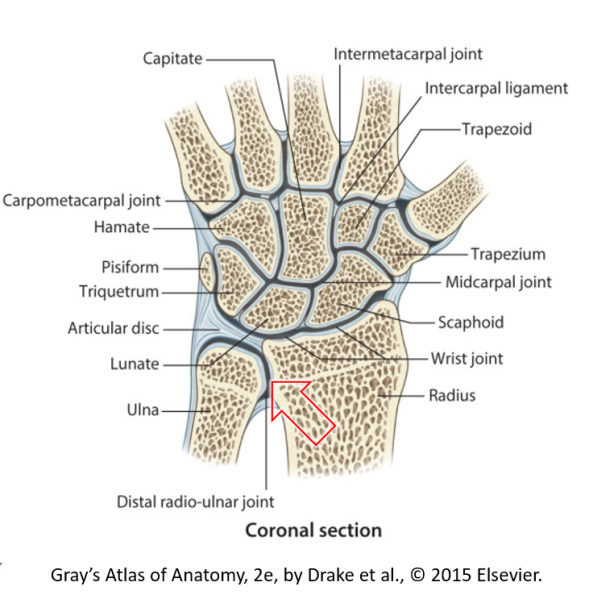 Capitate
Intermetacarpal joint
Intercarpal ligament
Trapezoid
Carpometacarpal joint
Hamate
Pisiform
Triquetrum
Articular disc
Lunate
Ulna
Trapezium
Midcarpal joint
Scaphoid
Wrist joint
Radius
Distal radio-ulnar joint
Coronal section
Gray’s Atlas of Anatomy, 2e, by Drake et al., © 2015 Elsevier.